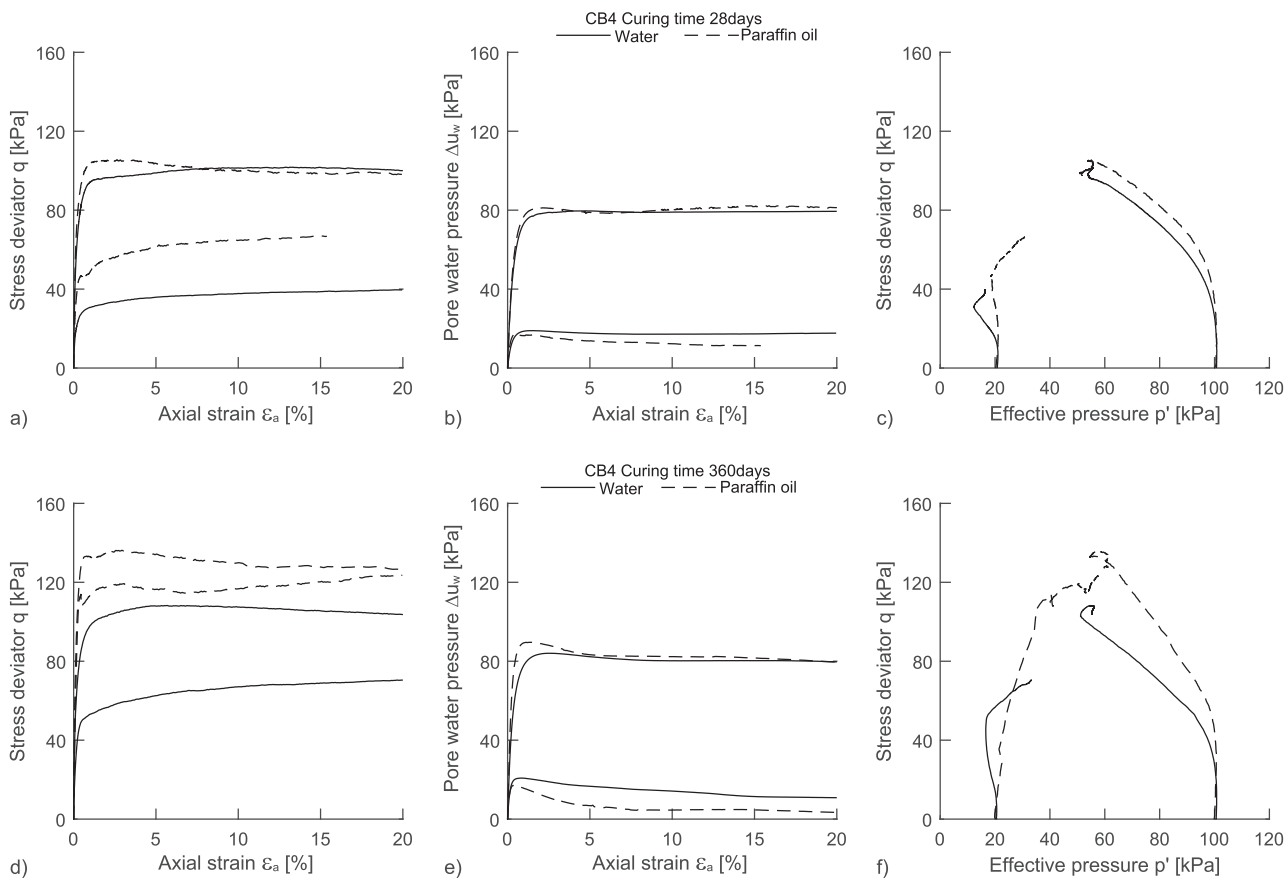 CB4 Curing time 28days
Water Paraffin oil
160
120
80
40
0
Stress deviator q [kPa]
0 5 10 15 20
Axial strain εa [%]
a)
160
120
80
40
0
Pore water pressure Δuw [kPa]
0 5 10 15 20
Axial strain εa [%]
b)
160
120
80
40
0
Stress deviator q [kPa]
0 20 40 60 80 100 120
Effective pressure p' [kPa]
c)
CB4 Curing time 360days
Water Paraffin oil
160
120
80
40
0
Stress deviator q [kPa]
0 5 10 15 20
Axial strain εa [%]
d)
160
120
80
40
0
Pore water pressure Δuw [kPa]
0 5 10 15 20
Axial strain εa [%]
e)
160
120
80
40
0
Stress deviator q [kPa]
0 20 40 60 80 100 120
Effective pressure p' [kPa]
f)